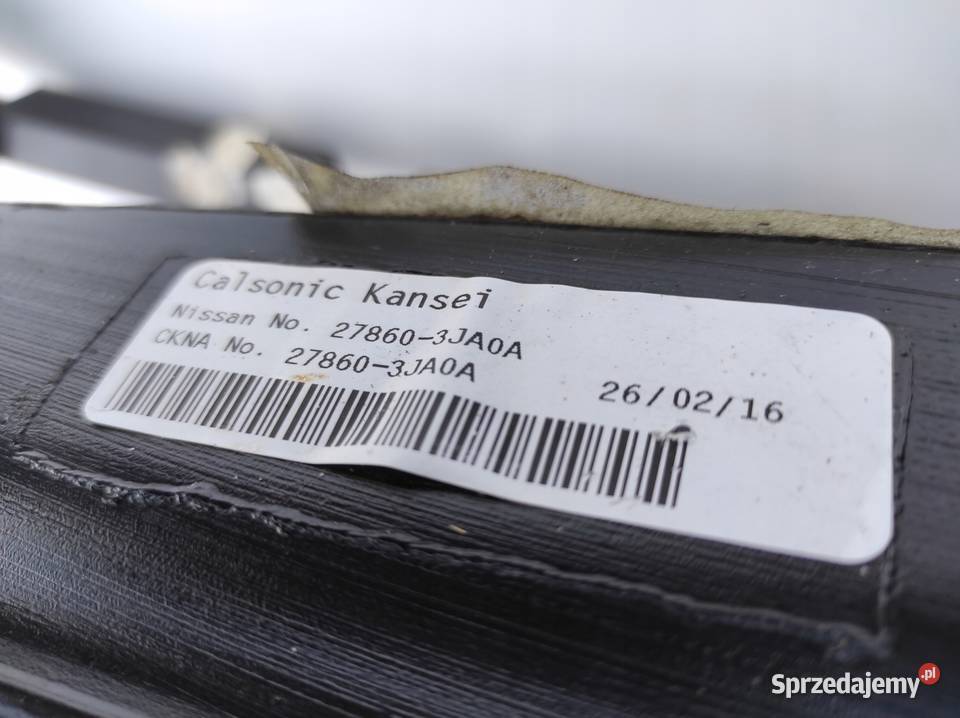 Calsonic Kansei
Nissan No. 27860-3JA0A
CKNA No. 27860-3JA0A
26/02/16
Sprzedajemy.pl